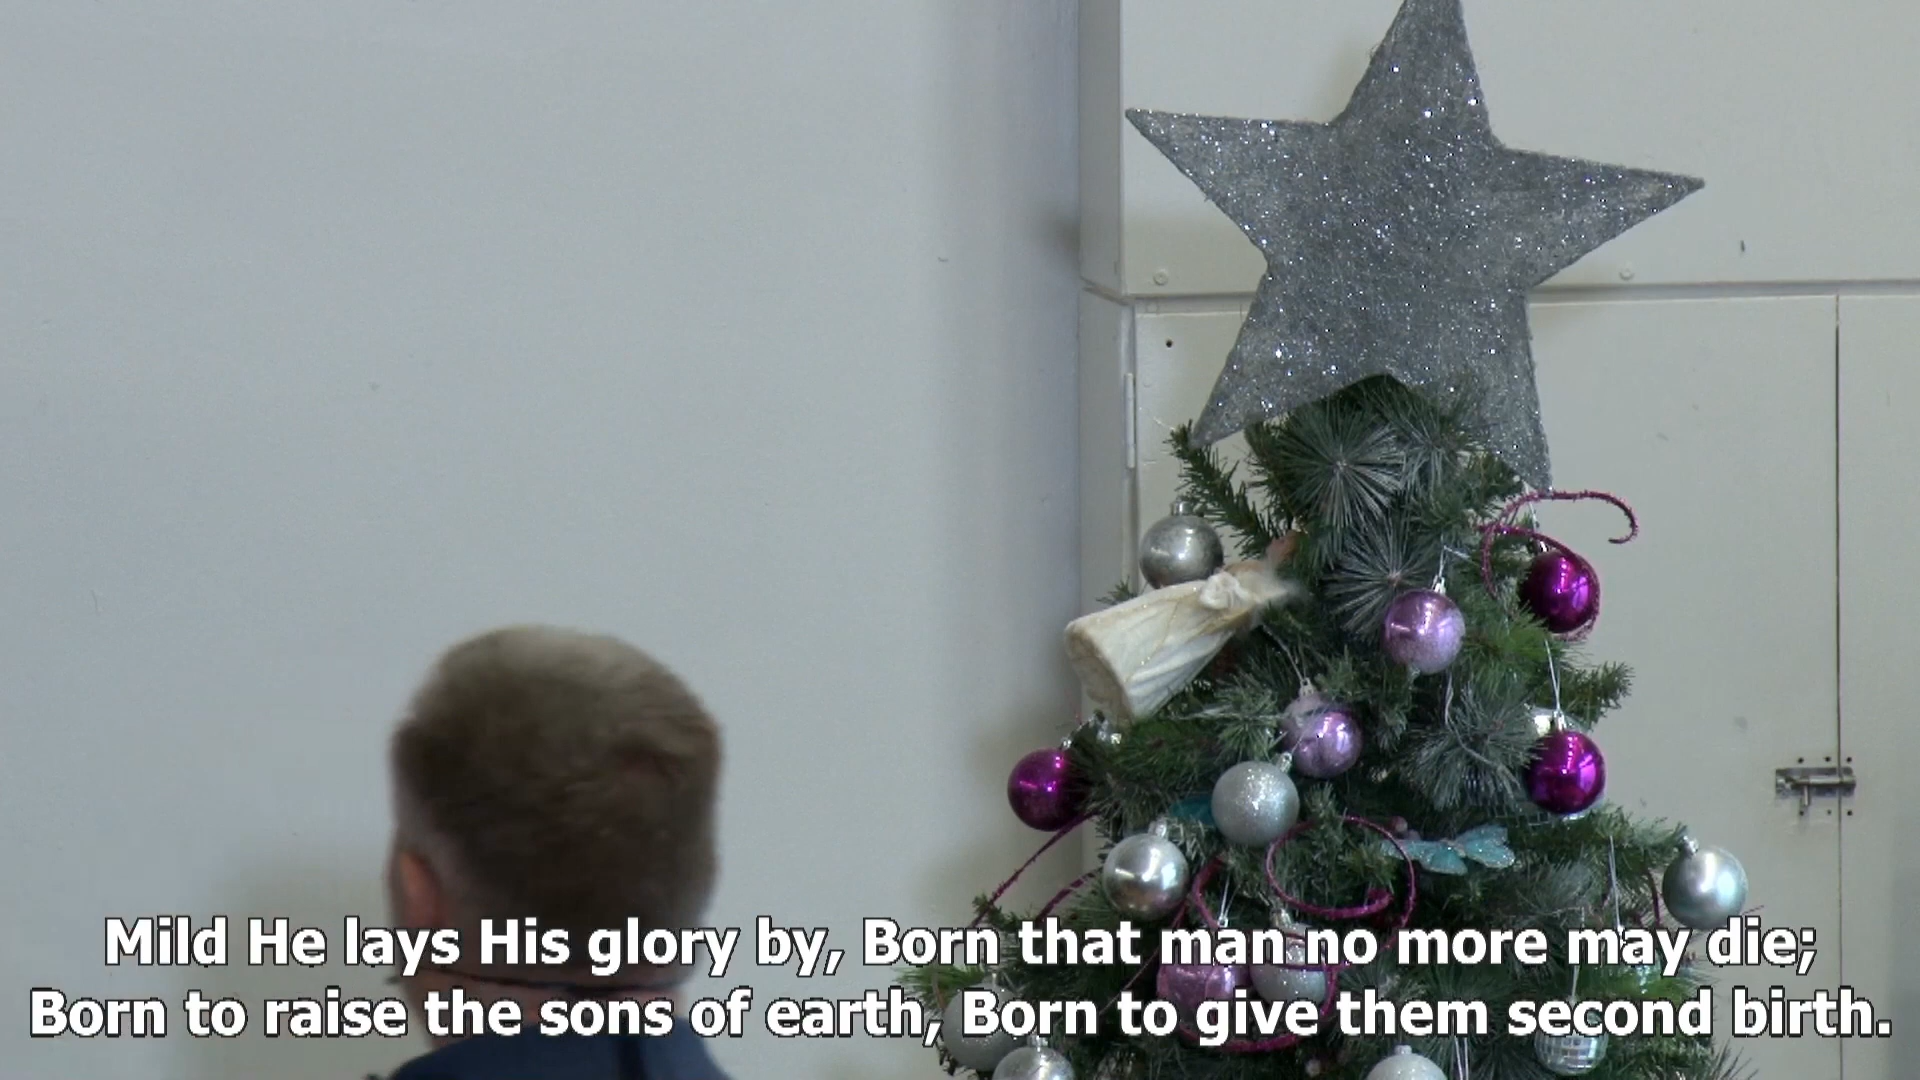 Mild He lays His glory by, Born that man no more may die;
Born to raise the sons of earth, Born to give them second birth.